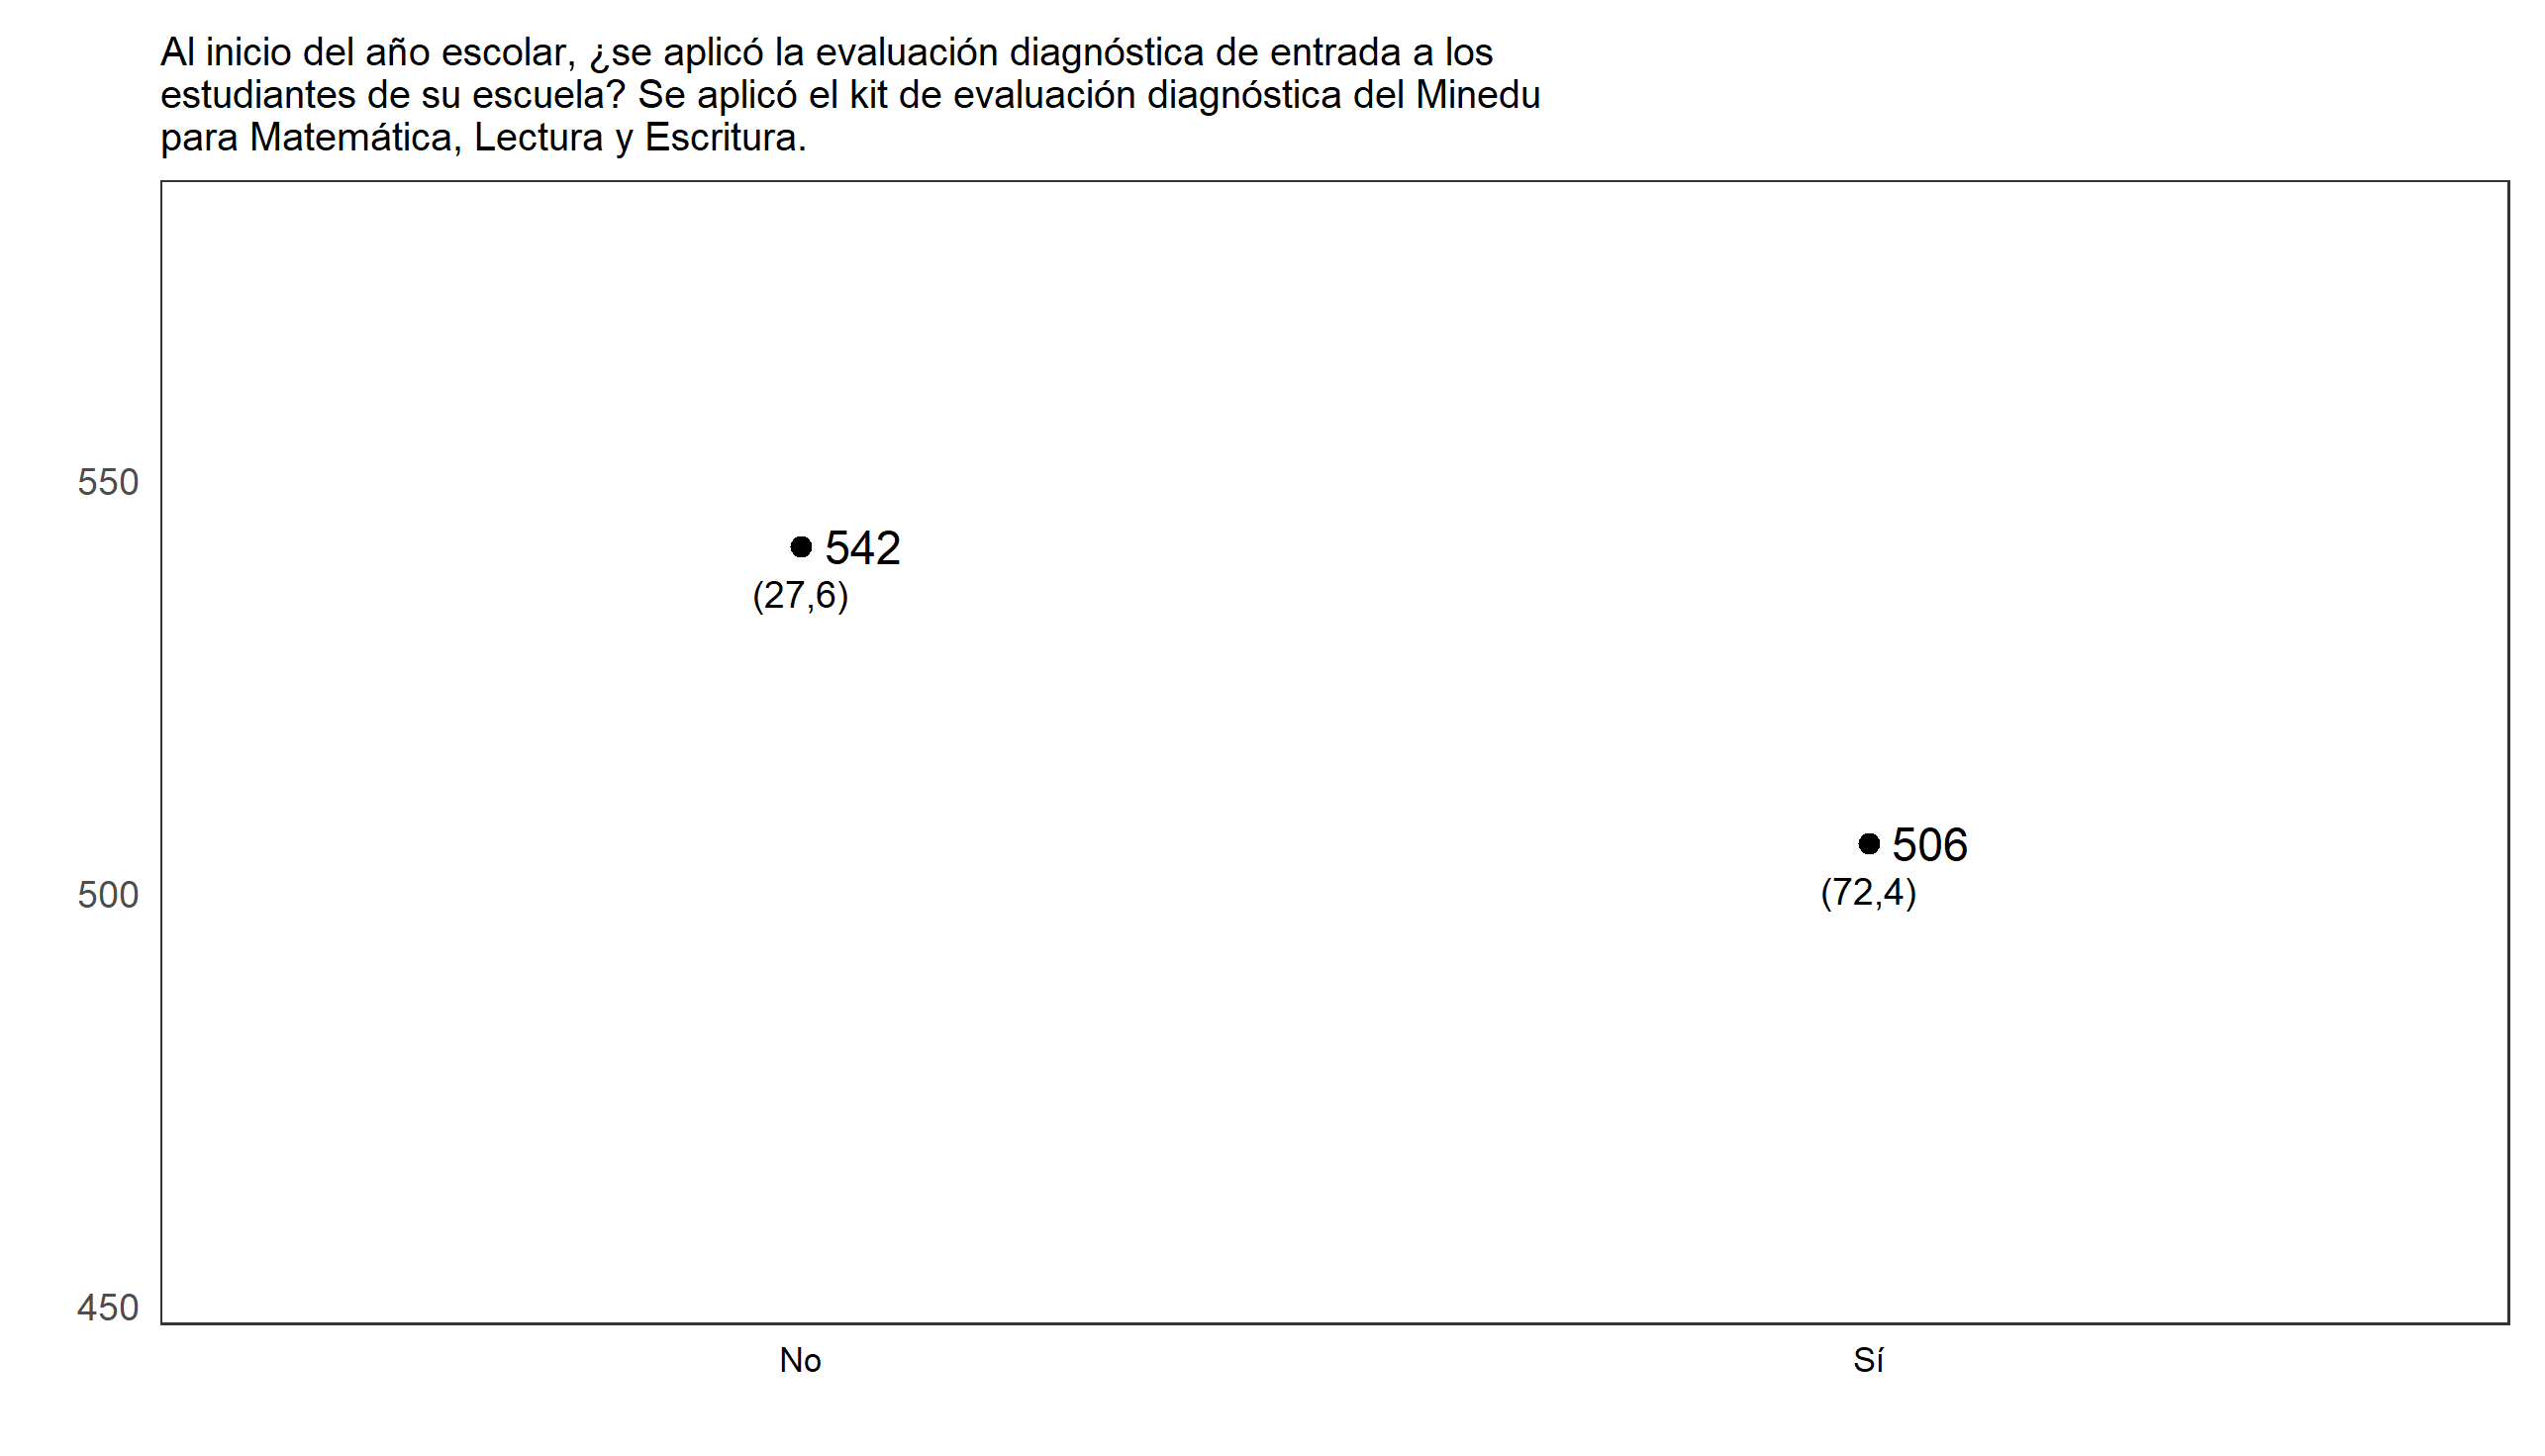 Al inicio del año escolar, ¿se aplicó la evaluación diagnóstica de entrada a los
estudiantes de su escuela? Se aplicó el kit de evaluación diagnóstica del Minedu
para Matemática, Lectura y Escritura.
550
542
(27,6)
506
500
(72,4)
450
No
Sí